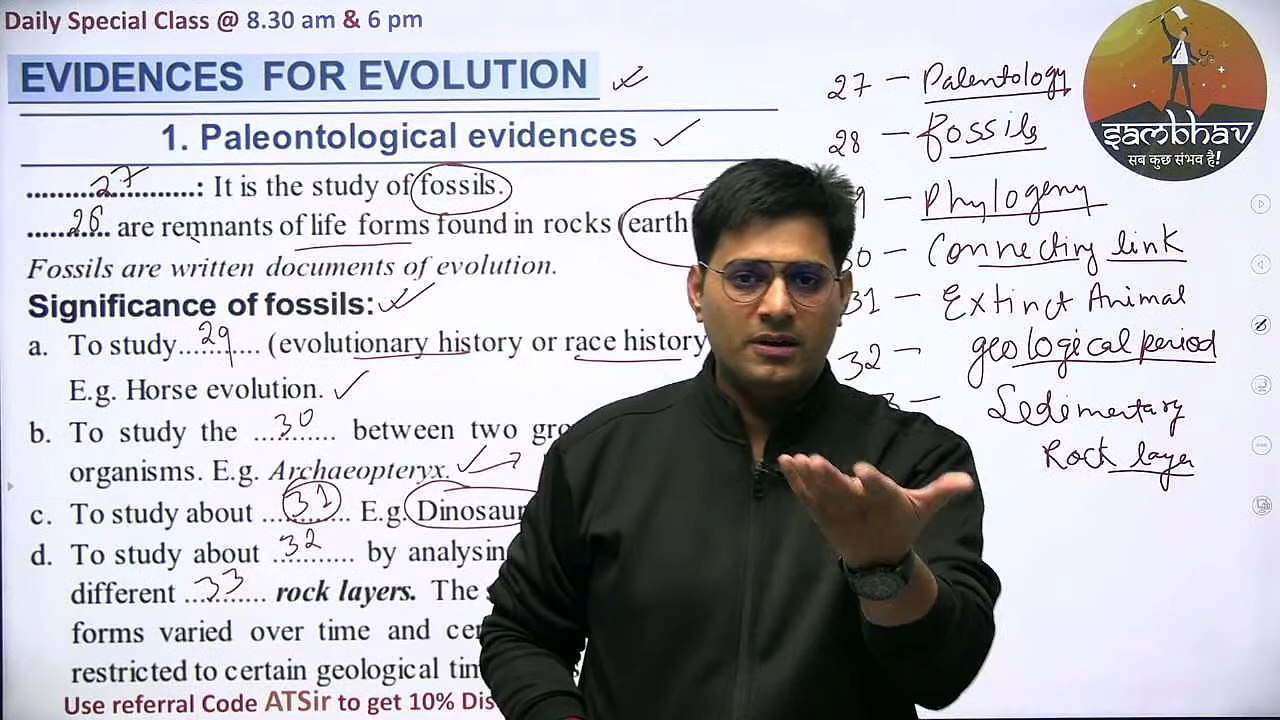 Daily Special Class @ 8.30 am & 6 pm
EVIDENCES FOR EVOLUTION
1. Paleontological evidences
.........27.........: It is the study of fossils.
....26.... are remnants of life forms found in rocks (earth
Fossils are written documents of evolution.
Significance of fossils:
a. To study...29...... (evolutionary history or race history
E.g. Horse evolution.
b. To study the ...30...... between two gro
organisms. E.g. Archaeopteryx.
c. To study about ...31...... E.g. Dinosaur
d. To study about ...32...... by analysin
different ...33...... rock layers. The
forms varied over time and cer
restricted to certain geological tim
Use referral Code ATSir to get 10% Dis
27 – Palentology
28 – Fossils
9 – Phylogeny
30 – Connecting link
31 – Extinct Animal
32 – geological period
Sedimentary
Rock layer
sambhav
सब कुछ संभव है!